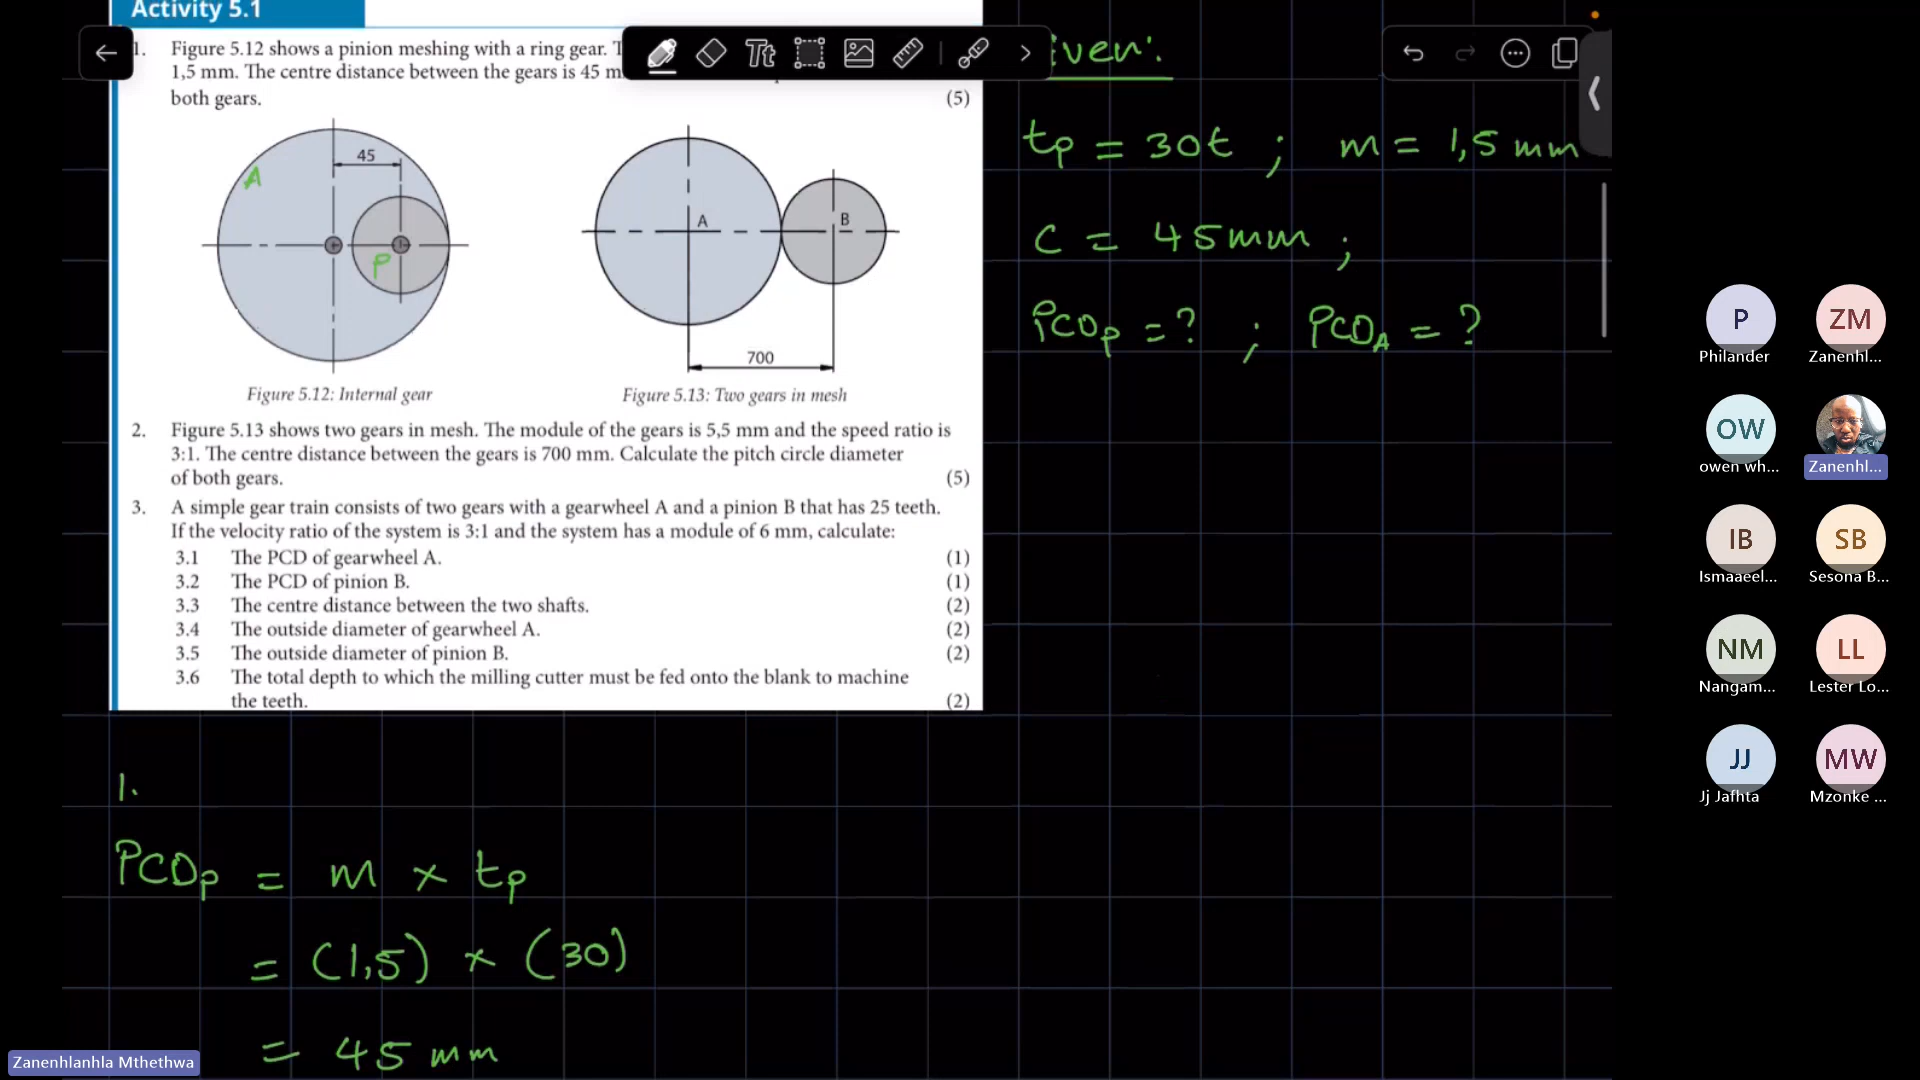 Activity 5.1
1. Figure 5.12 shows a pinion meshing with a ring gear.
1,5 mm. The centre distance between the gears is 45 m
both gears. (5)
45
A
P
A
B
700
Figure 5.12: Internal gear
Figure 5.13: Two gears in mesh
2. Figure 5.13 shows two gears in mesh. The module of the gears is 5,5 mm and the speed ratio is
3:1. The centre distance between the gears is 700 mm. Calculate the pitch circle diameter
of both gears. (5)
3. A simple gear train consists of two gears with a gearwheel A and a pinion B that has 25 teeth.
If the velocity ratio of the system is 3:1 and the system has a module of 6 mm, calculate:
3.1 The PCD of gearwheel A. (1)
3.2 The PCD of pinion B. (1)
3.3 The centre distance between the two shafts. (2)
3.4 The outside diameter of gearwheel A. (2)
3.5 The outside diameter of pinion B. (2)
3.6 The total depth to which the milling cutter must be fed onto the blank to machine
the teeth. (2)
iven:
tp = 30t ; m = 1,5 mm
c = 45mm ;
PCDp = ? ; PCDA = ?
1.
PCDp = m × tp
= (1,5) × (30)
= 45 mm
Tt
P
Philander
ZM
Zanenhl...
OW
owen wh...
Zanenhl...
IB
Ismaaeel...
SB
Sesona B...
NM
Nangam...
LL
Lester Lo...
JJ
Jj Jafhta
MW
Mzonke ...
Zanenhlanhla Mthethwa